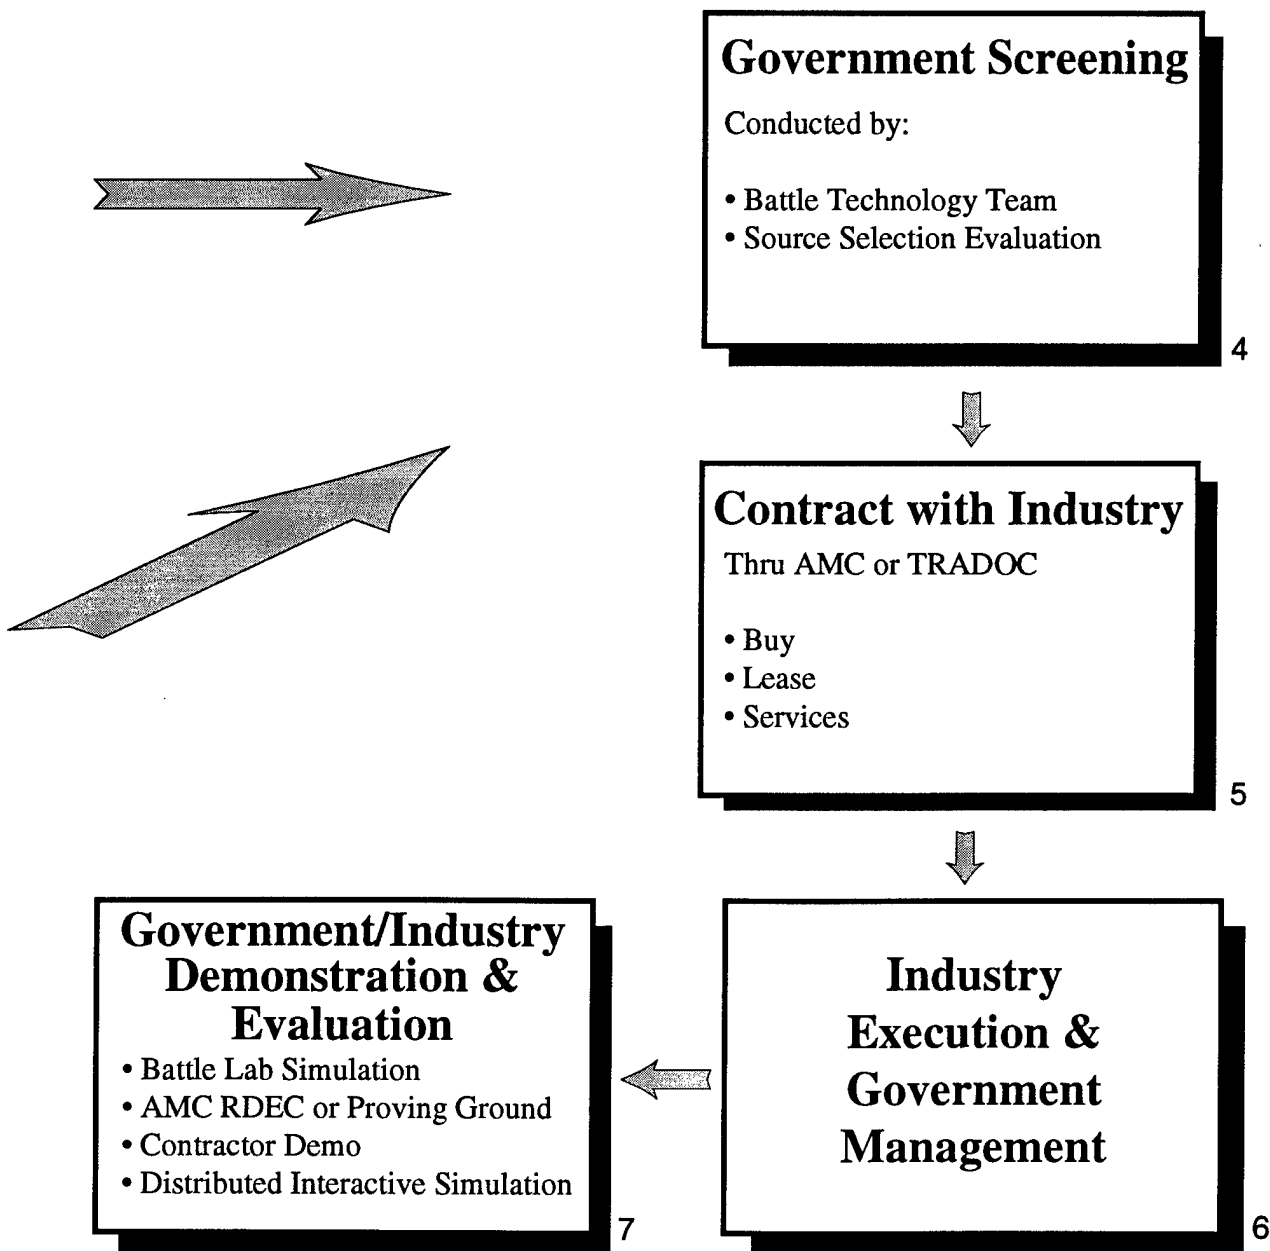 Government Screening
Conducted by:
• Battle Technology Team
• Source Selection Evaluation
4
Contract with Industry
Thru AMC or TRADOC
• Buy
• Lease
• Services
5
Industry
Execution &
Government
Management
6
Government/Industry
Demonstration &
Evaluation
• Battle Lab Simulation
• AMC RDEC or Proving Ground
• Contractor Demo
• Distributed Interactive Simulation
7